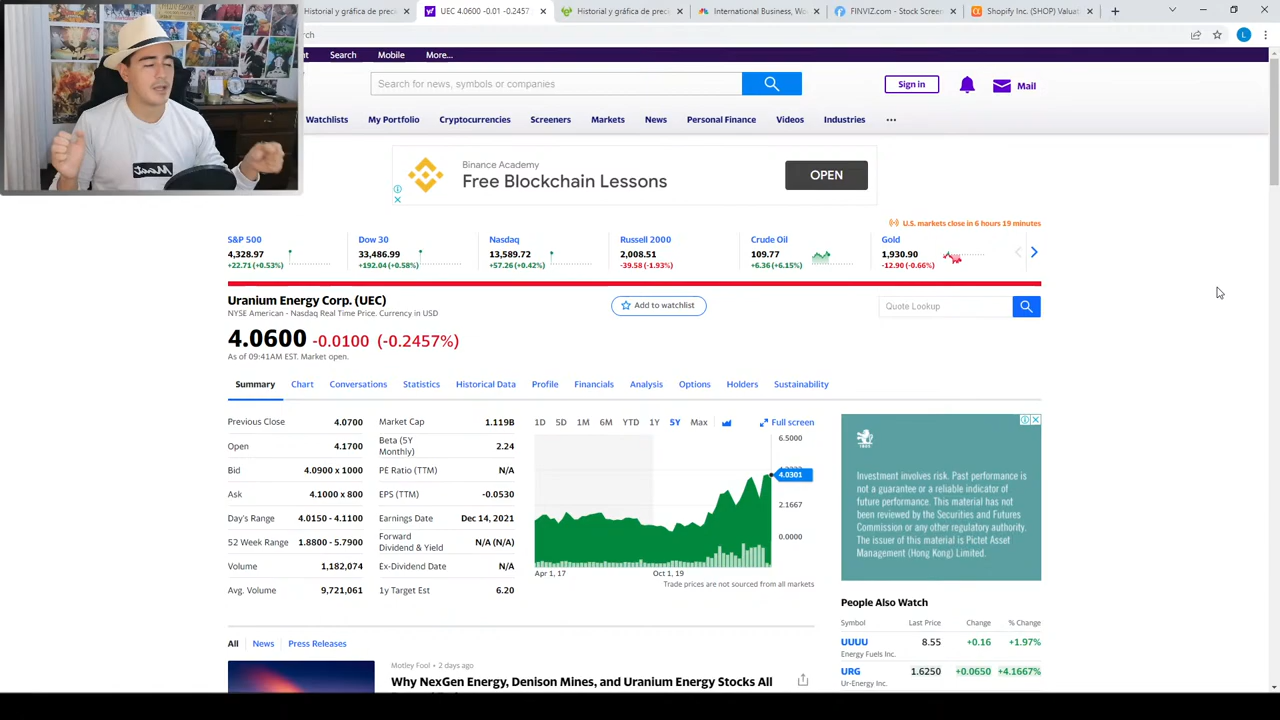 Historial y gráfica de prec
UEC 4.0600 -0.01 -0.2457
Historial y gráfica de preci
International Business, Wo
FINVIZ.com - Stock Screen
Shopify Inc. (SHOP) Valuat
rch
L
nt Search Mobile More...
Search for news, symbols or companies
Sign in
Mail
Watchlists My Portfolio Cryptocurrencies Screeners Markets News Personal Finance Videos Industries ...
Binance Academy
Free Blockchain Lessons
OPEN
U.S. markets close in 6 hours 19 minutes
S&P 500 Dow 30 Nasdaq Russell 2000 Crude Oil Gold
4,328.97 33,486.99 13,589.72 2,008.51 109.77 1,930.90
+22.71 (+0.53%) +192.04 (+0.58%) +57.26 (+0.42%) -39.58 (-1.93%) +6.36 (+6.15%) -12.90 (-0.66%)
Uranium Energy Corp. (UEC)
NYSE American - Nasdaq Real Time Price. Currency in USD
Add to watchlist
Quote Lookup
4.0600 -0.0100 (-0.2457%)
As of 09:41AM EST. Market open.
Summary Chart Conversations Statistics Historical Data Profile Financials Analysis Options Holders Sustainability
Previous Close 4.0700
Open 4.1700
Bid 4.0900 x 1000
Ask 4.1000 x 800
Day's Range 4.0150 - 4.1100
52 Week Range 1.8800 - 5.7900
Volume 1,182,074
Avg. Volume 9,721,061
Market Cap 1.119B
Beta (5Y
Monthly) 2.24
PE Ratio (TTM) N/A
EPS (TTM) -0.0530
Earnings Date Dec 14, 2021
Forward
Dividend & Yield N/A (N/A)
Ex-Dividend Date N/A
1y Target Est 6.20
1D 5D 1M 6M YTD 1Y 5Y Max
Full screen
6.5000
4.0301
2.1667
0.0000
Apr 1, 17 Oct 1, 19
Trade prices are not sourced from all markets
Investment involves risk. Past performance is
not a guarantee or a reliable indicator of
future performance. This material has not
been reviewed by the Securities and Futures
Commission or any other regulatory authority.
The issuer of this material is Pictet Asset
Management (Hong Kong) Limited.
People Also Watch
Symbol Last Price Change % Change
UUUU 8.55 +0.16 +1.97%
Energy Fuels Inc.
URG 1.6250 +0.0650 +4.1667%
Ur-Energy Inc.
All News Press Releases
Motley Fool • 2 days ago
Why NexGen Energy, Denison Mines, and Uranium Energy Stocks All